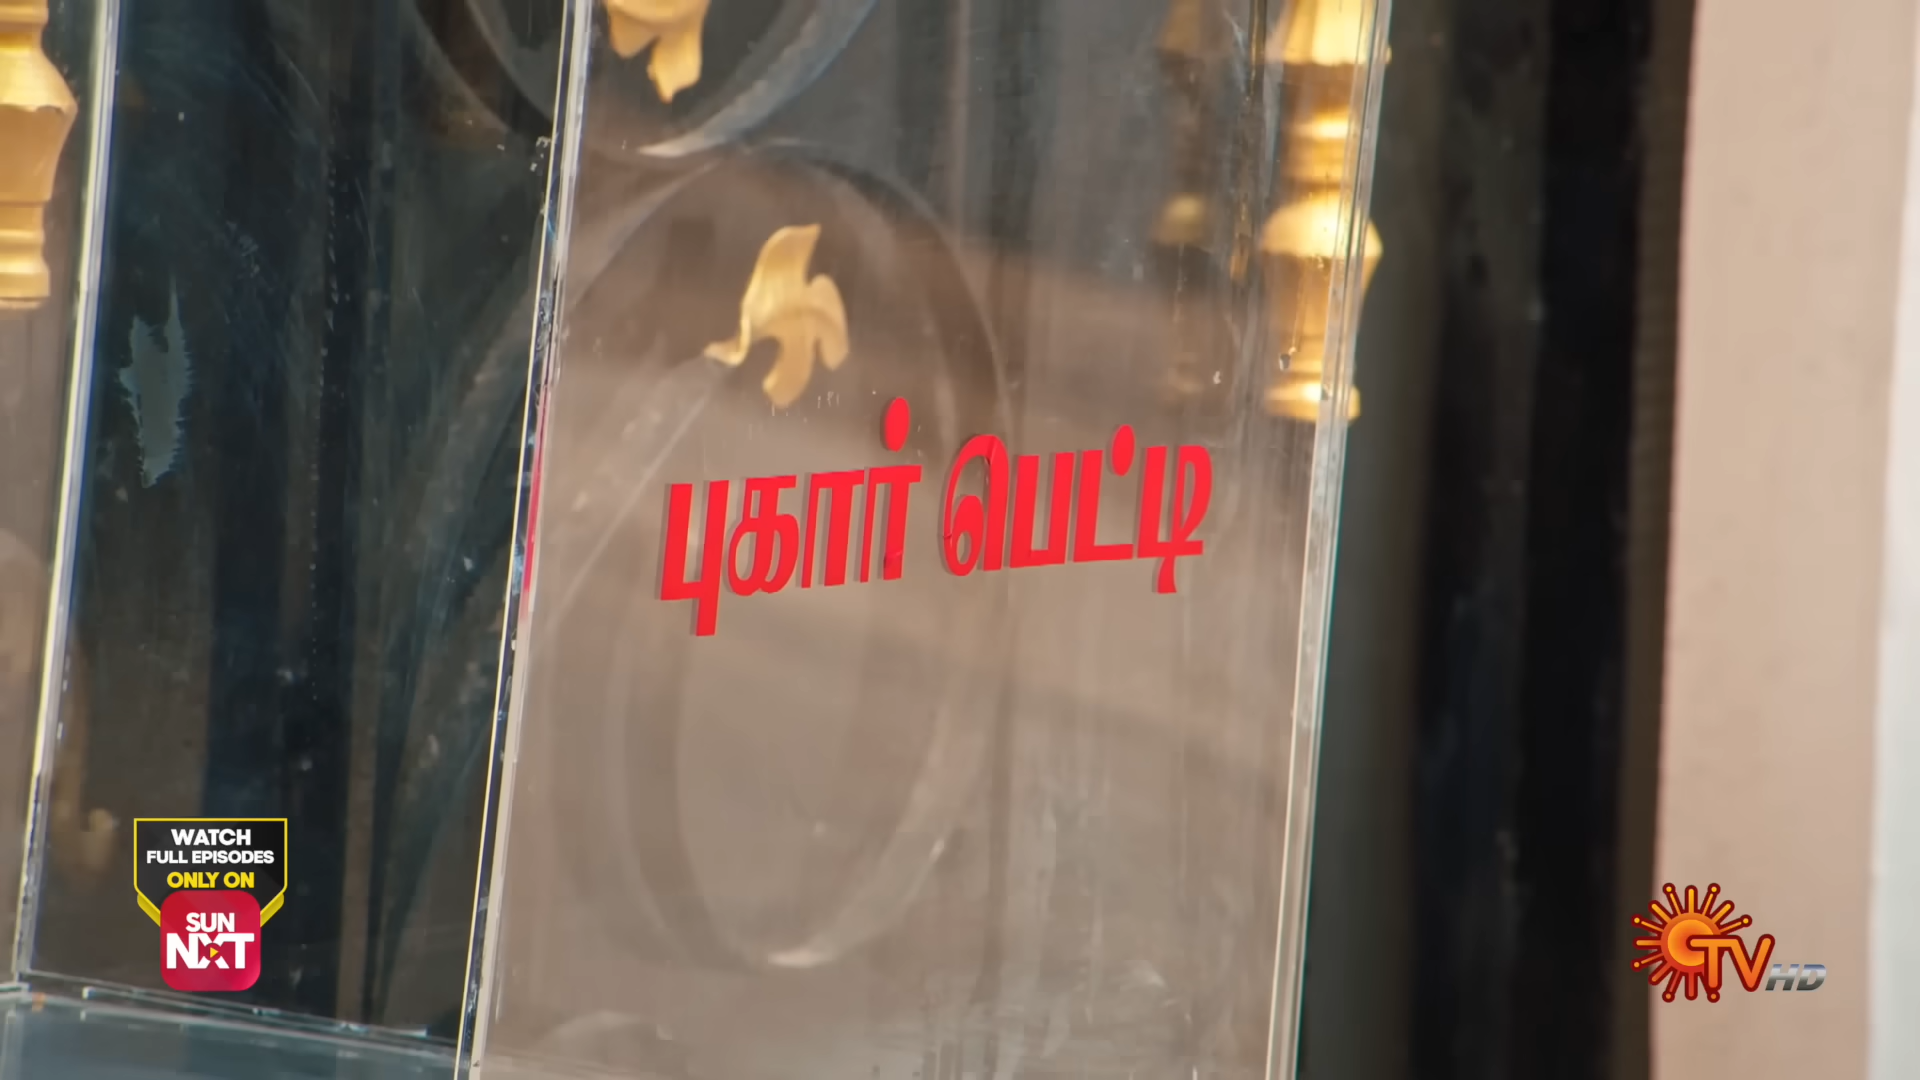 புகார் பெட்டி
WATCH
FULL EPISODES
ONLY ON
SUN
NXT
TV HD